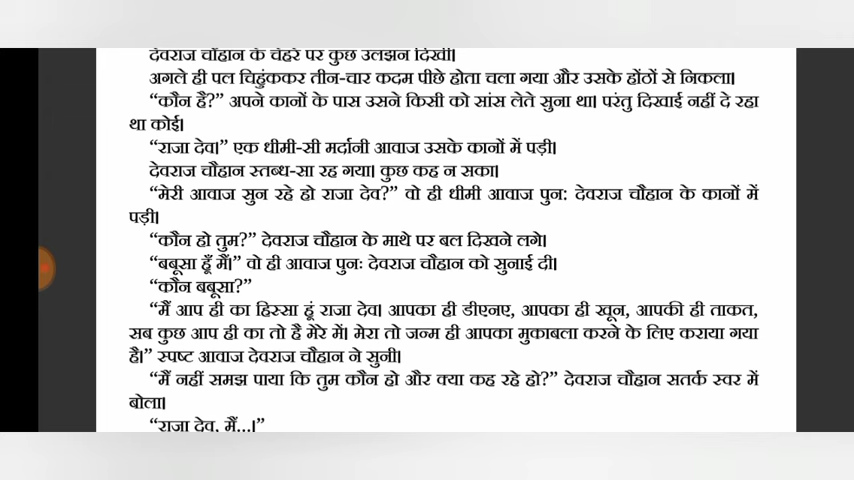 देवराज चौहान के चेहरे पर कुछ उलझन दिखी।
अगले ही पल चिहुंककर तीन-चार कदम पीछे होता चला गया और उसके होंठों से निकला।
“कौन है?” अपने कानों के पास उसने किसी को सांस लेते सुना था। परंतु दिखाई नहीं दे रहा
था कोई।
“राजा देव।” एक धीमी-सी मर्दानी आवाज उसके कानों में पड़ी।
देवराज चौहान स्तब्ध-सा रह गया। कुछ कह न सका।
“मेरी आवाज सुन रहे हो राजा देव?” वो ही धीमी आवाज पुन: देवराज चौहान के कानों में
पड़ी।
“कौन हो तुम?” देवराज चौहान के माथे पर बल दिखने लगे।
“बबूसा हूँ मैं।” वो ही आवाज पुनः देवराज चौहान को सुनाई दी।
“कौन बबूसा?”
“मैं आप ही का हिस्सा हूं राजा देव। आपका ही डीएनए, आपका ही खून, आपकी ही ताकत,
सब कुछ आप ही का तो है मेरे में। मेरा तो जन्म ही आपका मुकाबला करने के लिए कराया गया
है।” स्पष्ट आवाज देवराज चौहान ने सुनी।
“मैं नहीं समझ पाया कि तुम कौन हो और क्या कह रहे हो?” देवराज चौहान सतर्क स्वर में
बोला।
“राजा देव, मैं...।”